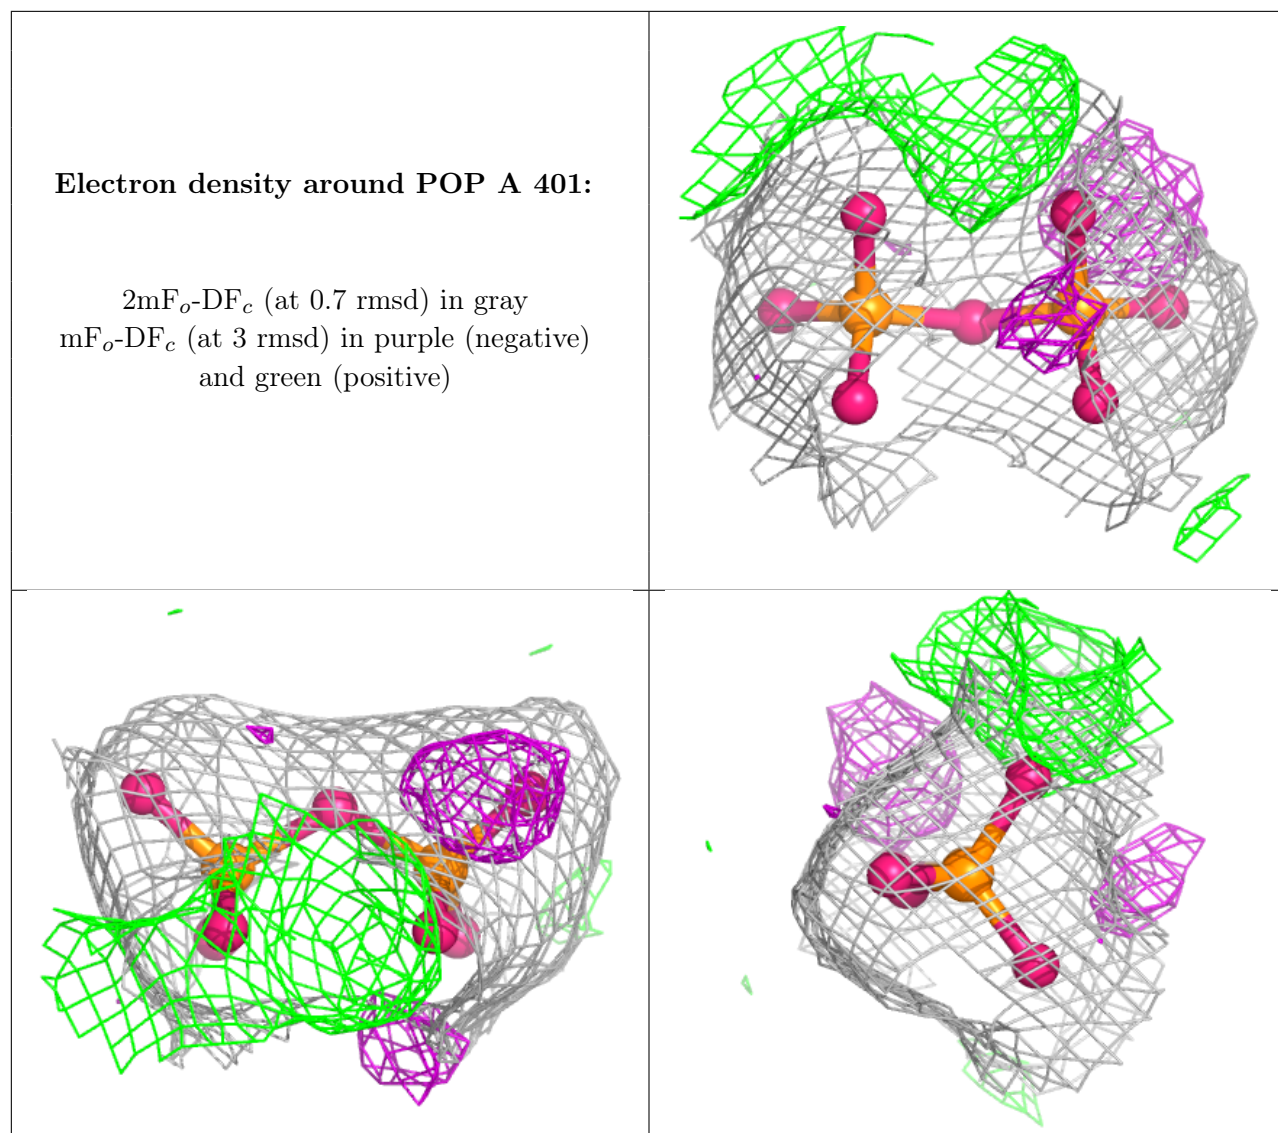 Electron density around POP A 401:
2mFo-DFc (at 0.7 rmsd) in gray
mFo-DFc (at 3 rmsd) in purple (negative)
and green (positive)